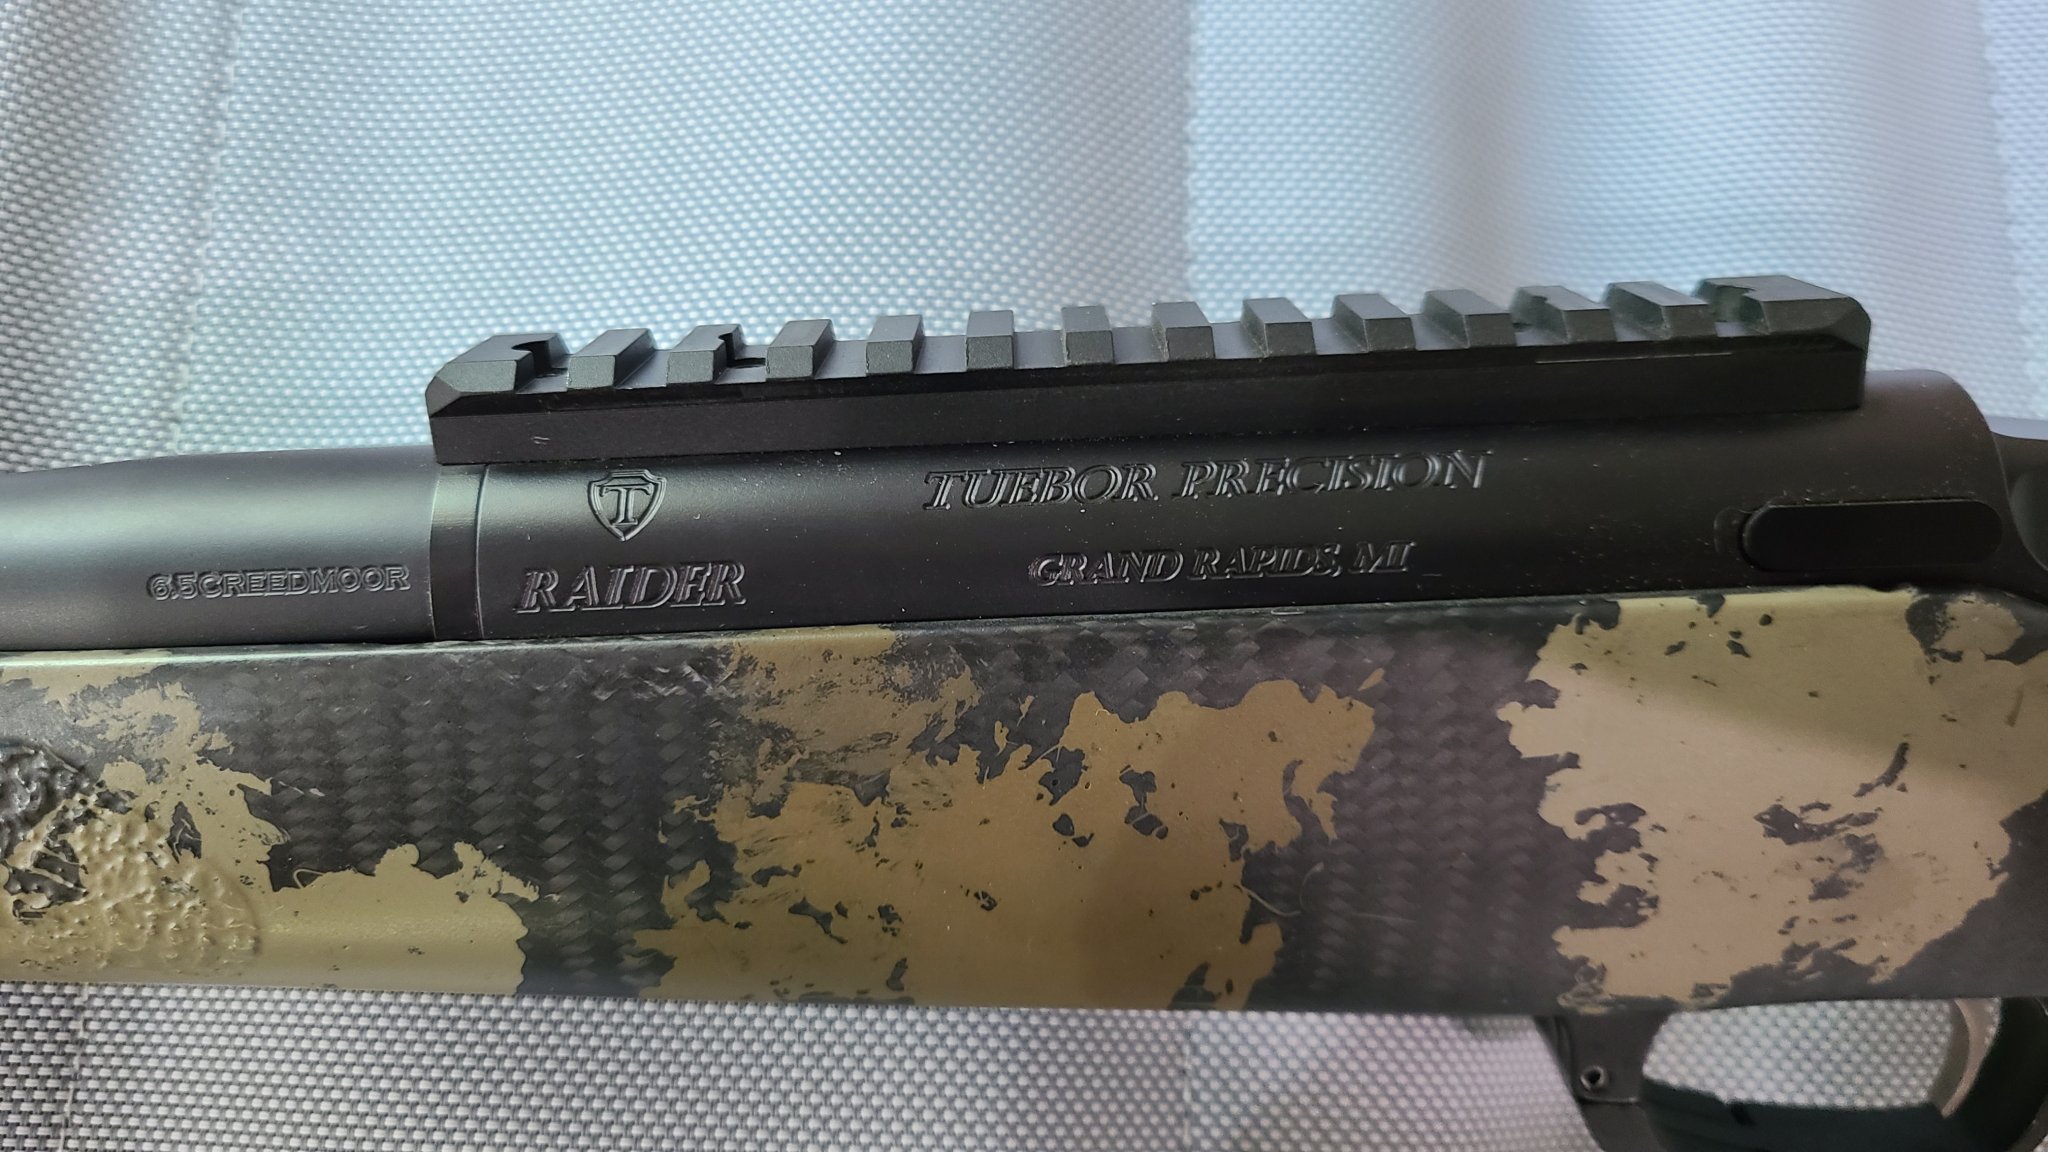 T
TUEBOR PRECISION
6.5CREEDMOOR
RAIDER
GRAND RAPIDS, MI